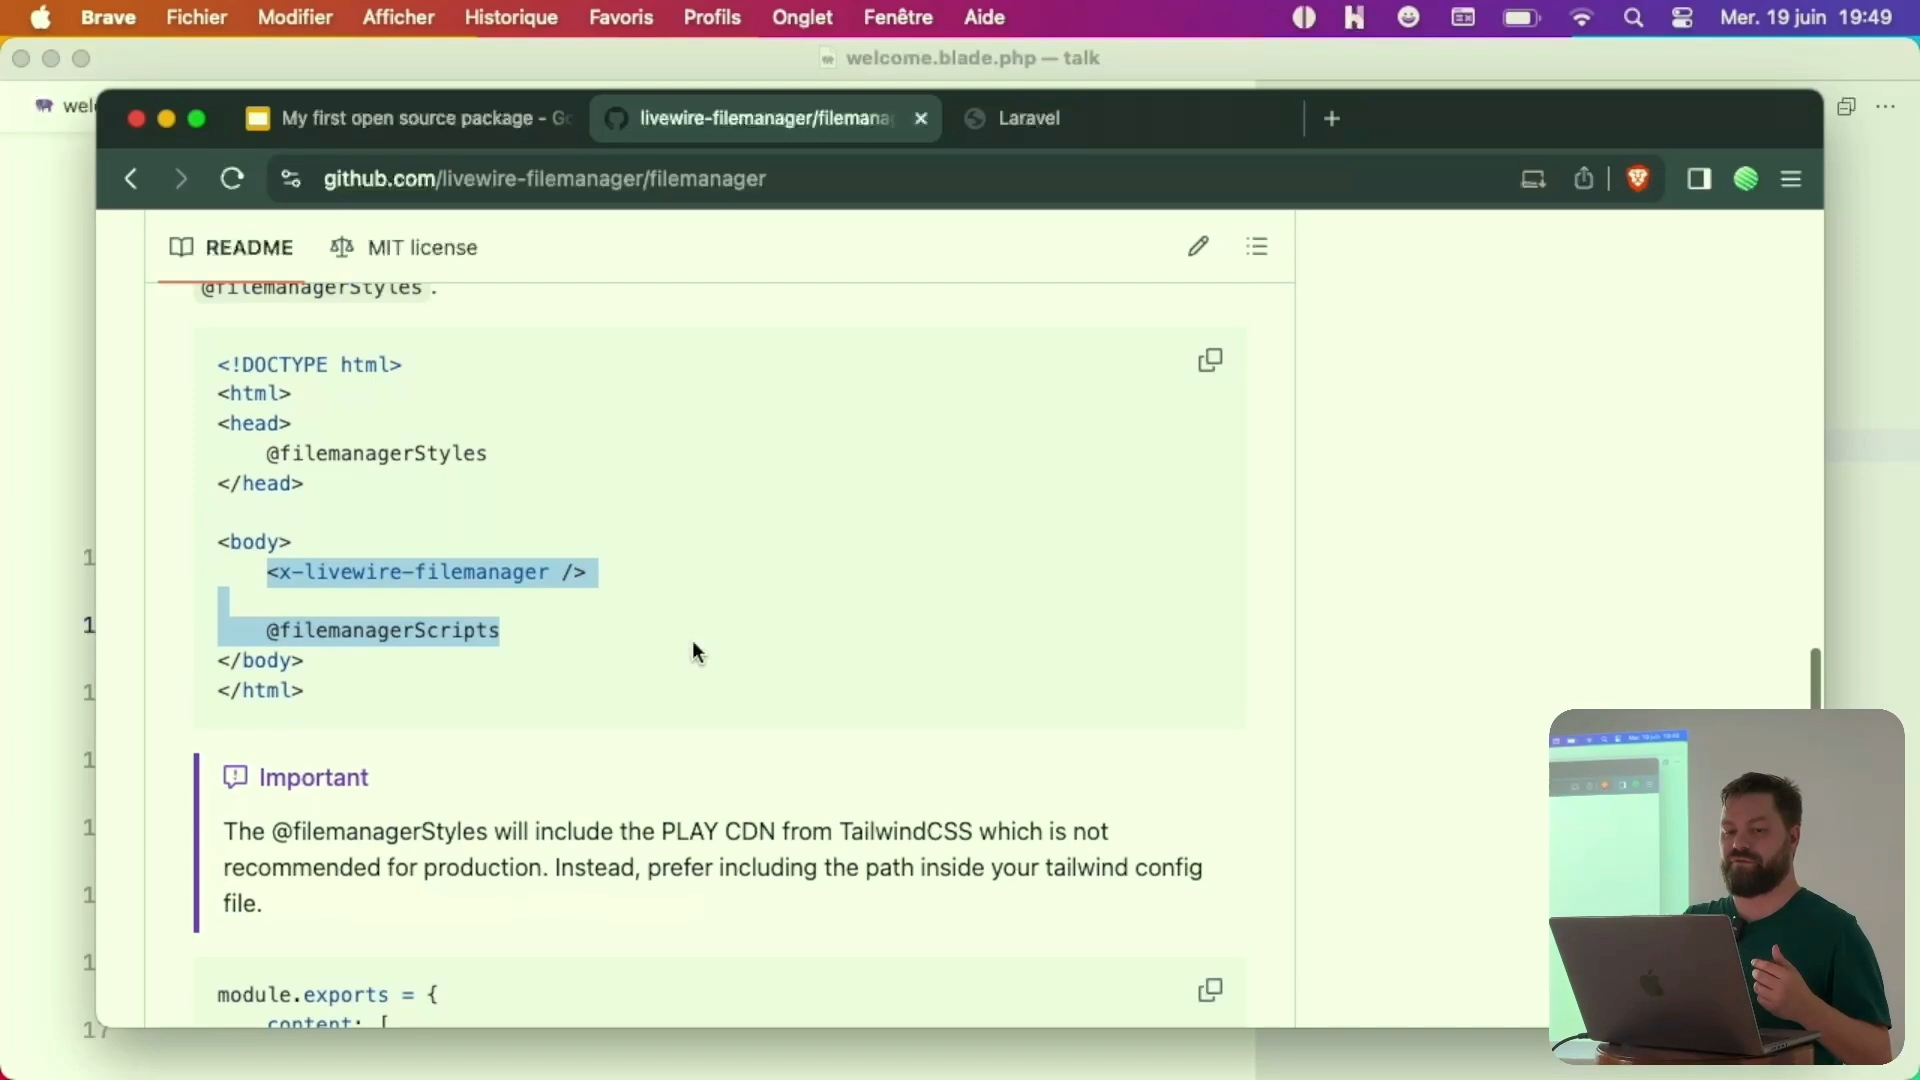 Brave Fichier Modifier Afficher Historique Favoris Profils Onglet Fenêtre Aide Mer. 19 juin 19:49
welcome.blade.php — talk
My first open source package - Go
livewire-filemanager/filemana
Laravel
github.com/livewire-filemanager/filemanager
README MIT license
@filemanagerStyles .
<!DOCTYPE html>
<html>
<head>
@filemanagerStyles
</head>
<body>
<x-livewire-filemanager />
@filemanagerScripts
</body>
</html>
Important
The @filemanagerStyles will include the PLAY CDN from TailwindCSS which is not
recommended for production. Instead, prefer including the path inside your tailwind config
file.
module.exports = {
content: [